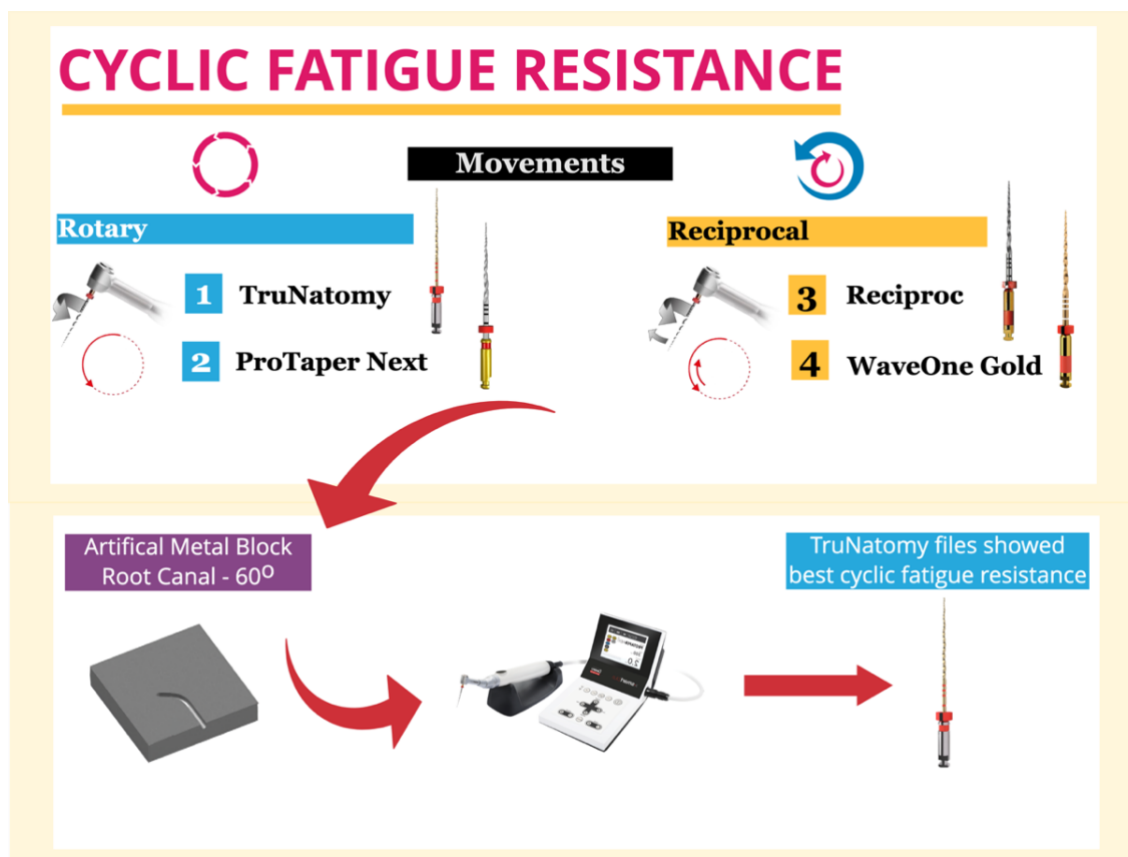 CYCLIC FATIGUE RESISTANCE
Movements
Rotary
Reciprocal
1 TruNatomy
2 ProTaper Next
3 Reciproc
4 WaveOne Gold
Artifical Metal Block
Root Canal - 60º
TruNatomy files showed
best cyclic fatigue resistance